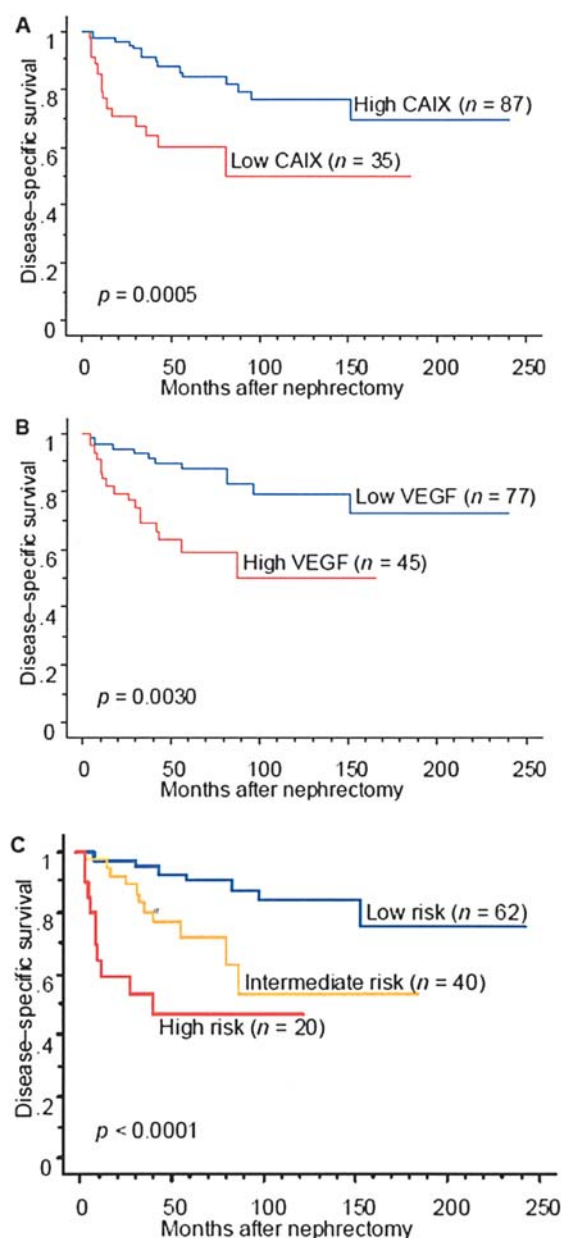 A
Disease–specific survival
1
.8
.6
.4
.2
0
High CAIX (n = 87)
Low CAIX (n = 35)
p = 0.0005
0 50 100 150 200 250
Months after nephrectomy
B
Disease–specific survival
1
.8
.6
.4
.2
0
Low VEGF (n = 77)
High VEGF (n = 45)
p = 0.0030
0 50 100 150 200 250
Months after nephrectomy
C
Disease–specific survival
1
.8
.6
.4
.2
0
Low risk (n = 62)
Intermediate risk (n = 40)
High risk (n = 20)
p < 0.0001
0 50 100 150 200 250
Months after nephrectomy